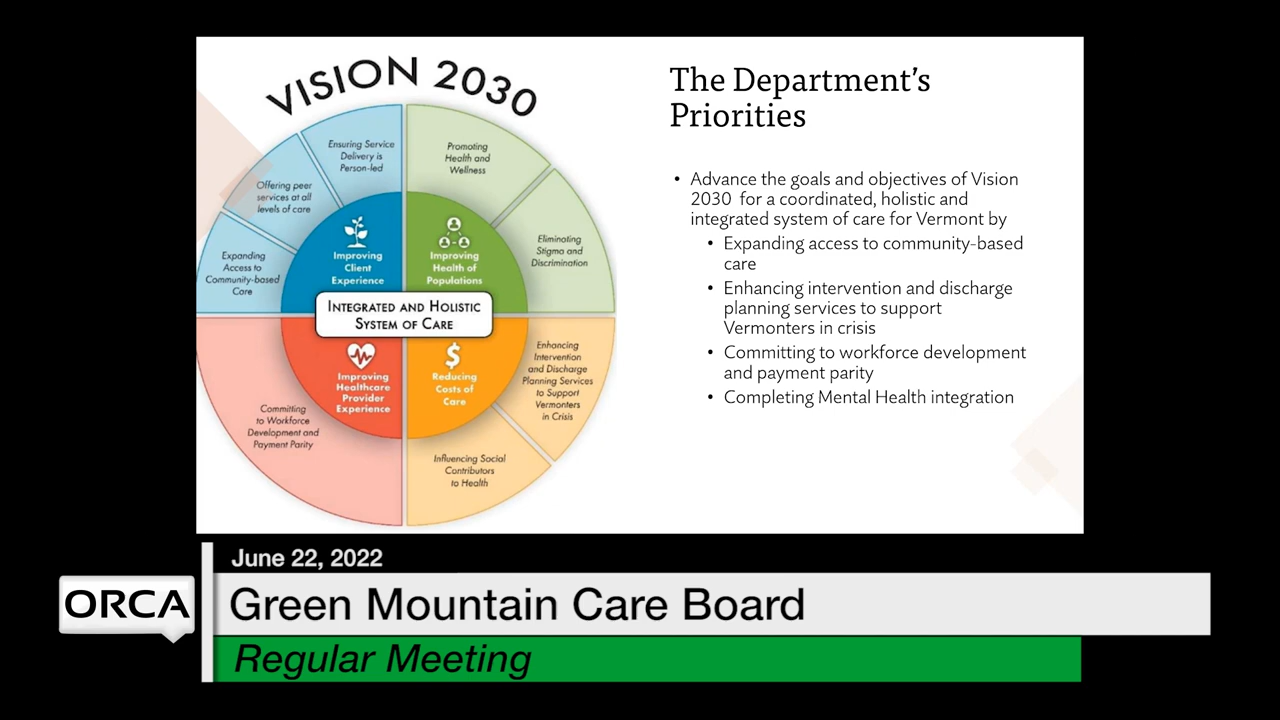 VISION 2030
Ensuring Service
Delivery is
Person-led
Offering peer
services at all
levels of care
Expanding
Access to
Community-based
Care
Promoting
Health and
Wellness
Eliminating
Stigma and
Discrimination
Improving
Client
Experience
Improving
Health of
Populations
INTEGRATED AND HOLISTIC
SYSTEM OF CARE
Improving
Healthcare
Provider
Experience
$
Reducing
Costs of
Care
Committing
to Workforce
Development and
Payment Parity
Enhancing
Intervention
and Discharge
Planning Services
to Support
Vermonters
in Crisis
Influencing Social
Contributors
to Health
The Department's
Priorities
• Advance the goals and objectives of Vision
2030 for a coordinated, holistic and
integrated system of care for Vermont by
• Expanding access to community-based
care
• Enhancing intervention and discharge
planning services to support
Vermonters in crisis
• Committing to workforce development
and payment parity
• Completing Mental Health integration
June 22, 2022
ORCA
Green Mountain Care Board
Regular Meeting